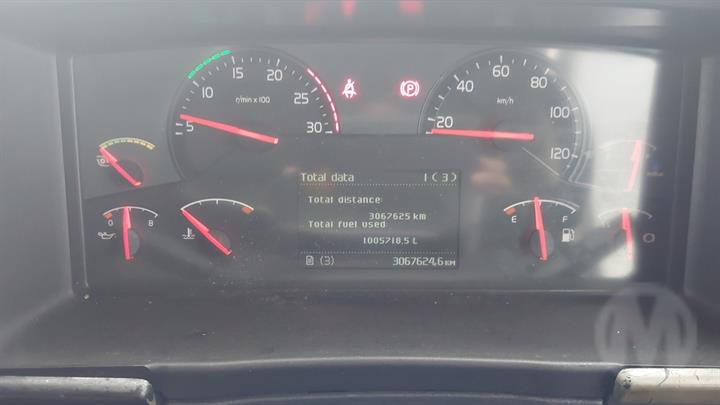 5 10 15 20 25 30
r/min x 100
20 40 60 80 100 120
km/h
Total data 1 ( 3 )
Total distance:
3067625 km
Total fuel used:
1005718,5 L
(3) 3067624,6 KM
0 B
E F
P
M